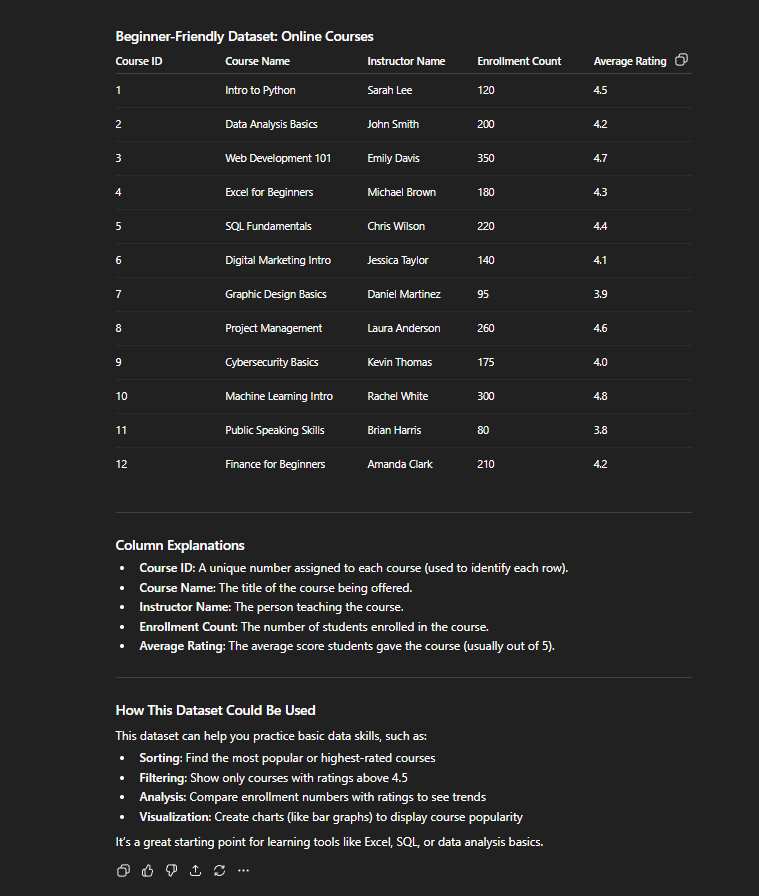 Beginner-Friendly Dataset: Online Courses
Course ID Course Name Instructor Name Enrollment Count Average Rating
1 Intro to Python Sarah Lee 120 4.5
2 Data Analysis Basics John Smith 200 4.2
3 Web Development 101 Emily Davis 350 4.7
4 Excel for Beginners Michael Brown 180 4.3
5 SQL Fundamentals Chris Wilson 220 4.4
6 Digital Marketing Intro Jessica Taylor 140 4.1
7 Graphic Design Basics Daniel Martinez 95 3.9
8 Project Management Laura Anderson 260 4.6
9 Cybersecurity Basics Kevin Thomas 175 4.0
10 Machine Learning Intro Rachel White 300 4.8
11 Public Speaking Skills Brian Harris 80 3.8
12 Finance for Beginners Amanda Clark 210 4.2
Column Explanations
• Course ID: A unique number assigned to each course (used to identify each row).
• Course Name: The title of the course being offered.
• Instructor Name: The person teaching the course.
• Enrollment Count: The number of students enrolled in the course.
• Average Rating: The average score students gave the course (usually out of 5).
How This Dataset Could Be Used
This dataset can help you practice basic data skills, such as:
• Sorting: Find the most popular or highest-rated courses
• Filtering: Show only courses with ratings above 4.5
• Analysis: Compare enrollment numbers with ratings to see trends
• Visualization: Create charts (like bar graphs) to display course popularity
It's a great starting point for learning tools like Excel, SQL, or data analysis basics.